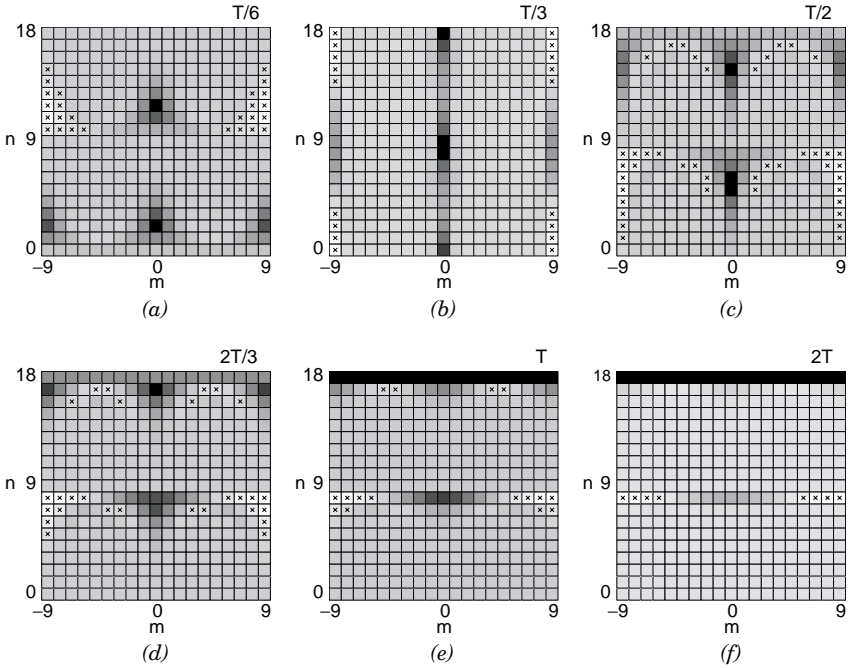 T/6 T/3 T/2
18 18 18
n 9 n 9 n 9
0 0 0
−9 0 9 −9 0 9 −9 0 9
m m m
(a) (b) (c)
2T/3 T 2T
18 18 18
n 9 n 9 n 9
0 0 0
−9 0 9 −9 0 9 −9 0 9
m m m
(d) (e) (f)